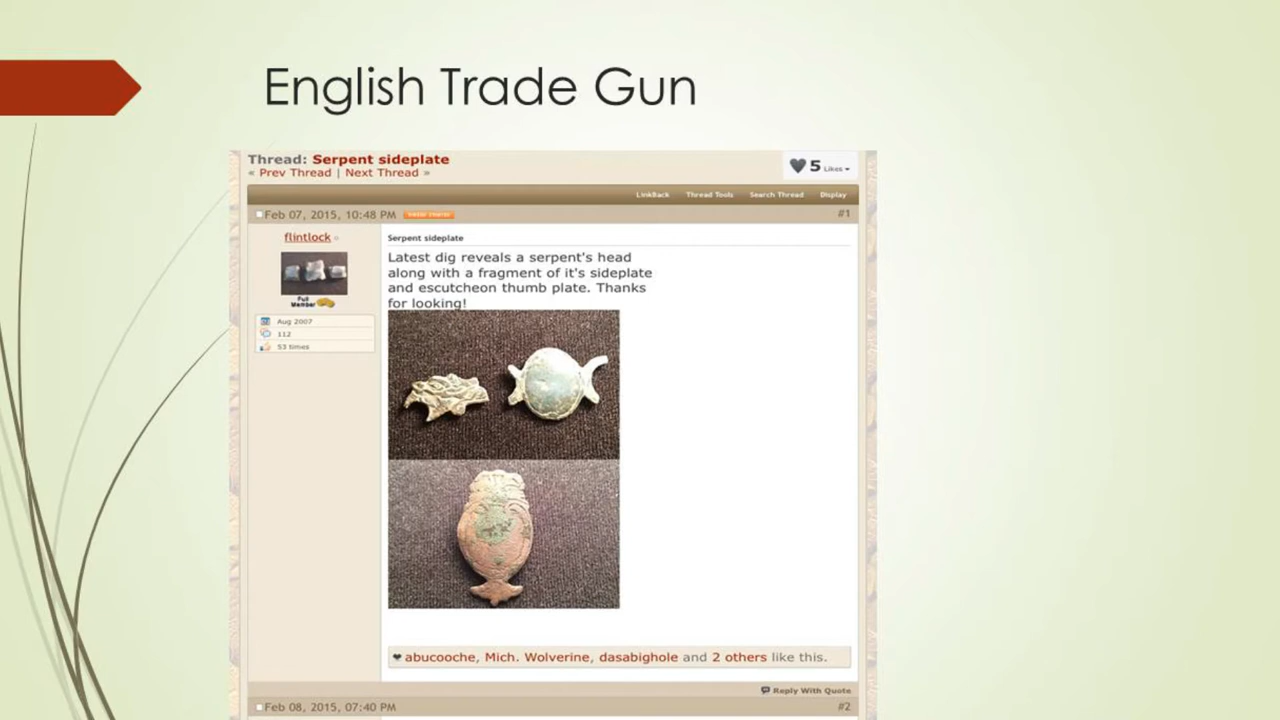 English Trade Gun
Thread: Serpent sideplate
5 Likes
« Prev Thread | Next Thread »
LinkBack Thread Tools Search Thread Display
Feb 07, 2015, 10:48 PM
#1
flintlock
Full
Member
Aug 2007
112
53 times
Serpent sideplate
Latest dig reveals a serpent's head
along with a fragment of it's sideplate
and escutcheon thumb plate. Thanks
for looking!
abucooche, Mich. Wolverine, dasabighole and 2 others like this.
Reply With Quote
Feb 08, 2015, 07:40 PM
#2